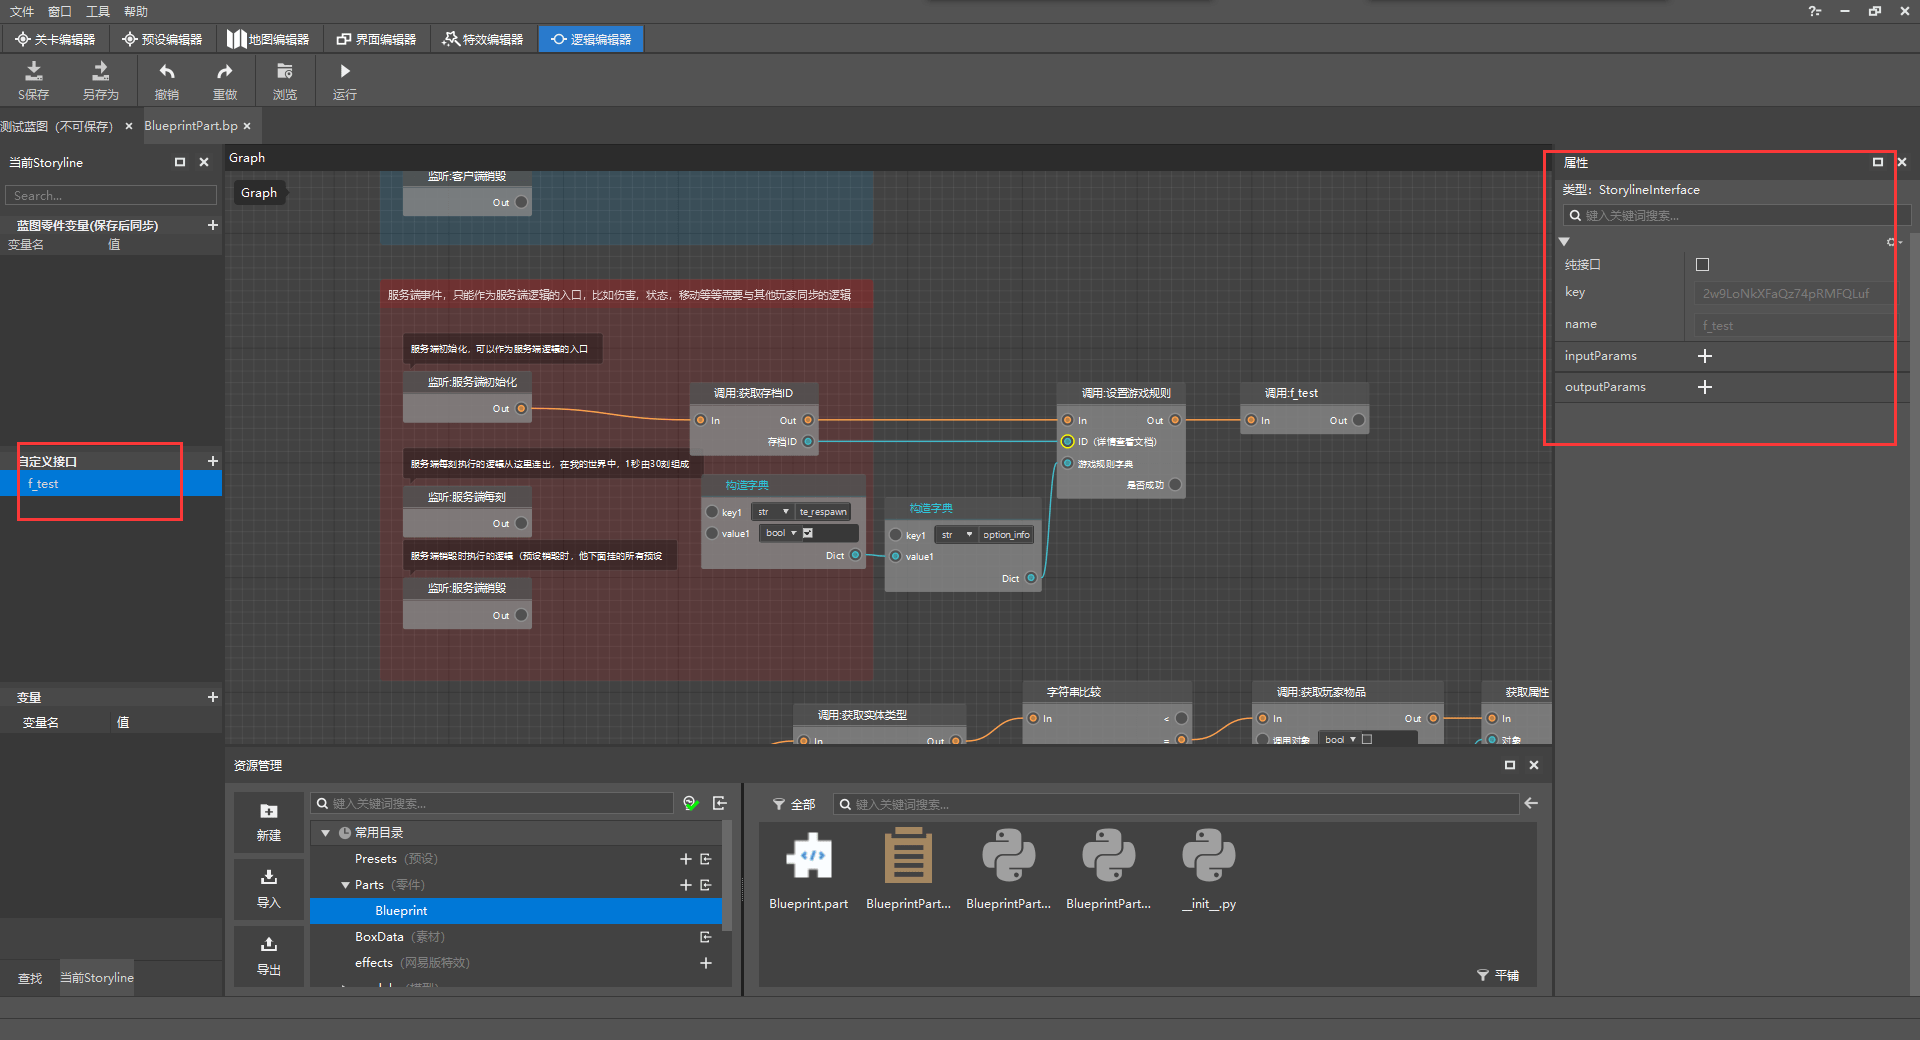 文件 窗口 工具 帮助
关卡编辑器 预设编辑器 地图编辑器 界面编辑器 特效编辑器 逻辑编辑器
S保存 另存为 撤销 重做 浏览 运行
测试蓝图（不可保存） BlueprintPart.bp
当前Storyline
Search...
蓝图零件变量(保存后同步)
变量名 值
自定义接口
f_test
变量
变量名 值
查找 当前Storyline
Graph
Graph
监听:客户端销毁
Out
服务端事件，只能作为服务端逻辑的入口，比如伤害，状态，移动等等需要与其他玩家同步的逻辑
服务端初始化，可以作为服务端逻辑的入口
监听:服务端初始化
Out
调用:获取存档ID
In Out
存档ID
调用:设置游戏规则
In Out
ID（详情查看文档）
游戏规则字典
是否成功
调用:f_test
In Out
服务端每刻执行的逻辑从这里连出，在我的世界中，1秒由30刻组成
监听:服务端每刻
Out
构造字典
key1 str te_respawn
value1 bool
Dict
构造字典
key1 str option_info
value1
Dict
服务端销毁时执行的逻辑（预设销毁时，他下面挂的所有预设
监听:服务端销毁
Out
调用:获取实体类型
In Out
字符串比较
In <
=
调用:获取玩家物品
In Out
调用对象 bool
获取属性
In
对象
资源管理
新建
导入
导出
键入关键词搜索...
常用目录
Presets (预设)
Parts (零件)
Blueprint
BoxData (素材)
effects (网易版特效)
全部 键入关键词搜索...
Blueprint.part BlueprintPart... BlueprintPart... BlueprintPart... __init__.py
平铺
属性
类型：StorylineInterface
键入关键词搜索...
纯接口
key 2w9LoNkXFaQz74pRMFQLuf
name f_test
inputParams
outputParams